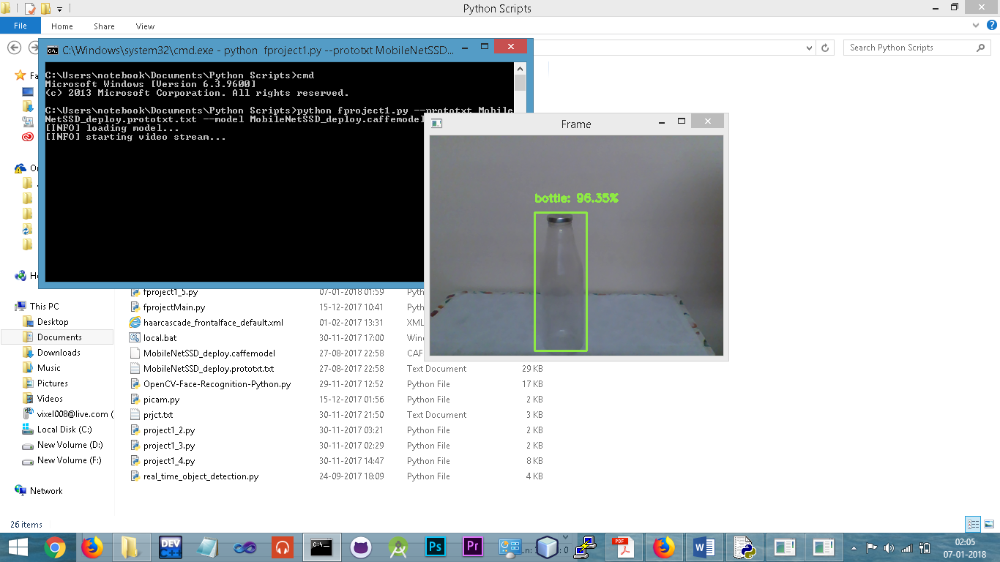 Python Scripts
File Home Share View
Search Python Scripts
C:\Windows\system32\cmd.exe - python fproject1.py --prototxt MobileNetSSD...
C:\Users\notebook\Documents\Python Scripts>cmd
Microsoft Windows [Version 6.3.9600]
(c) 2013 Microsoft Corporation. All rights reserved.
C:\Users\notebook\Documents\Python Scripts>python fproject1.py --prototxt Mobile
NetSSD_deploy.prototxt.txt --model MobileNetSSD_deploy.caffemodel
[INFO] loading model...
[INFO] starting video stream...
Frame
bottle: 96.35%
Fa
On
Ho
This PC
Desktop
Documents
Downloads
Music
Pictures
Videos
vixel008@live.com (
Local Disk (C:)
New Volume (D:)
New Volume (F:)
Network
fproject1_5.py 07-01-2018 01:59 Pyth
fprojectMain.py 15-12-2017 10:41 Pyth
haarcascade_frontalface_default.xml 01-02-2017 13:31 XML
local.bat 30-11-2017 17:00 Wind
MobileNetSSD_deploy.caffemodel 27-08-2017 22:58 CAF
MobileNetSSD_deploy.prototxt.txt 27-08-2017 22:58 Text Document 29 KB
OpenCV-Face-Recognition-Python.py 29-11-2017 12:52 Python File 17 KB
picam.py 15-12-2017 01:56 Python File 2 KB
prjct.txt 30-11-2017 21:50 Text Document 3 KB
project1_2.py 30-11-2017 03:21 Python File 2 KB
project1_3.py 30-11-2017 02:29 Python File 2 KB
project1_4.py 30-11-2017 14:47 Python File 8 KB
real_time_object_detection.py 24-09-2017 18:09 Python File 4 KB
26 items
DEV
C++
Ps
Pr
PDF
02:05
07-01-2018